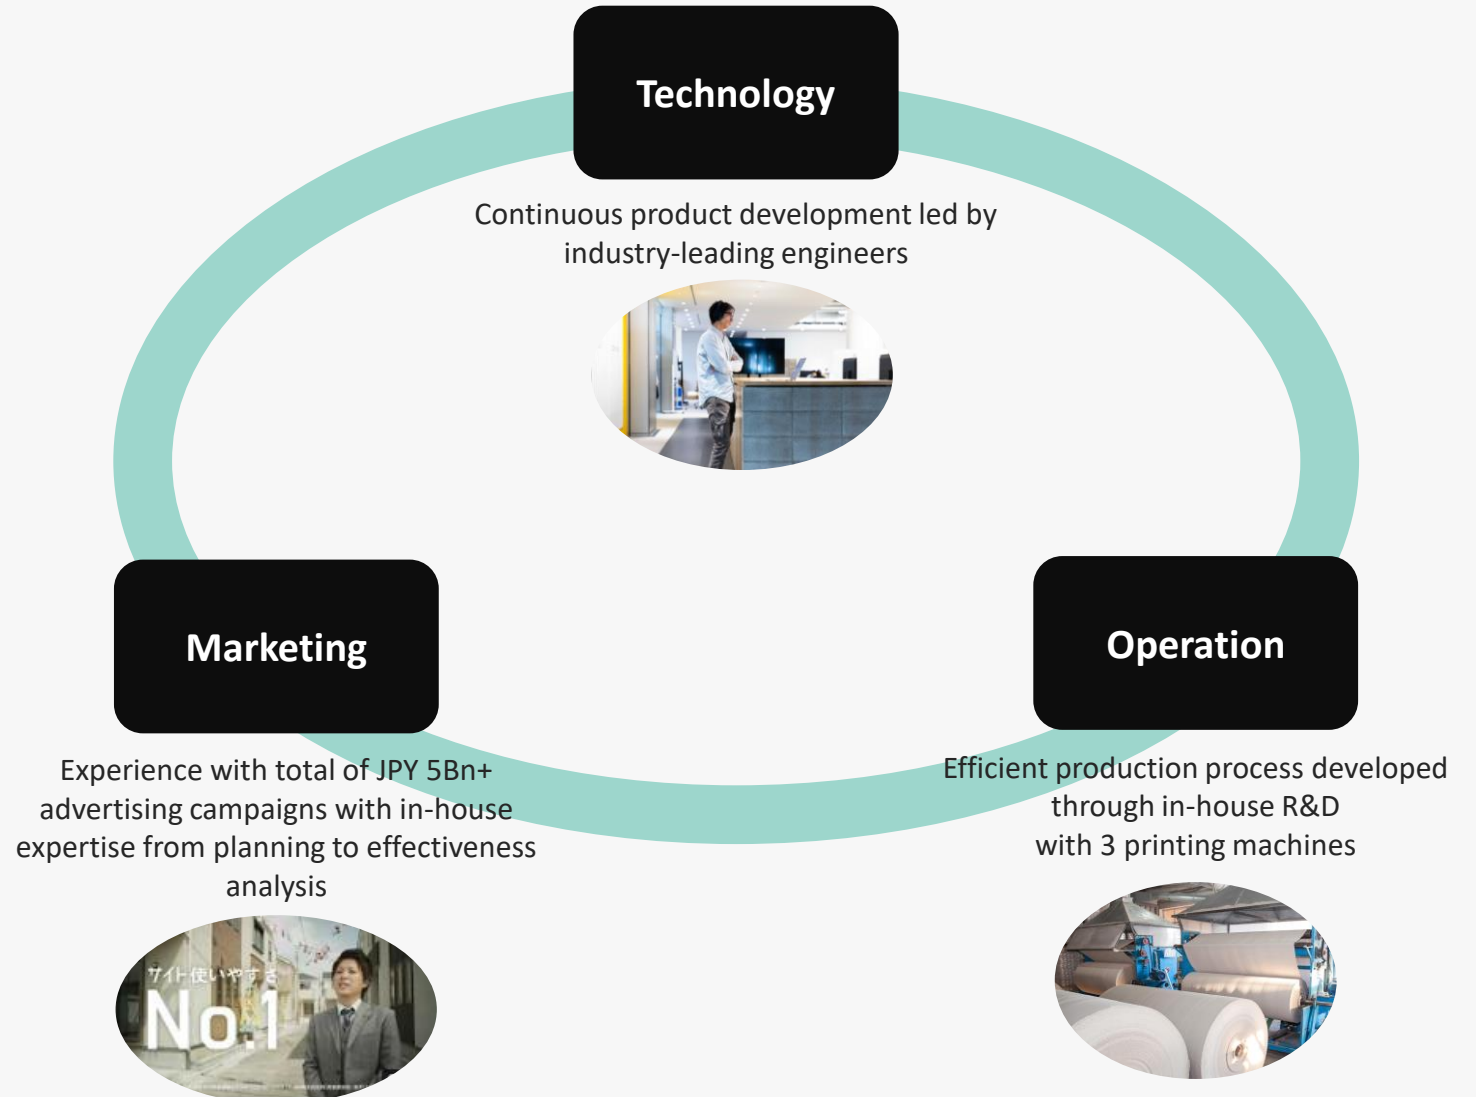 Technology
Continuous product development led by
industry-leading engineers
Marketing
Experience with total of JPY 5Bn+
advertising campaigns with in-house
expertise from planning to effectiveness
analysis
サイト使いやすさ
No.1
Operation
Efficient production process developed
through in-house R&D
with 3 printing machines